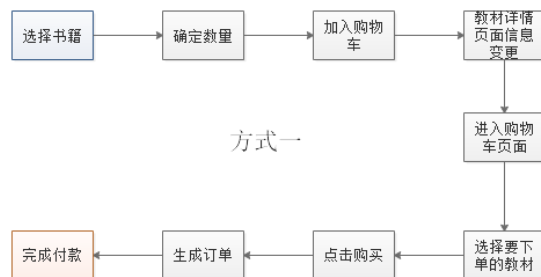 选择书籍
确定数量
加入购物
车
教材详情
页面信息
变更
进入购物
车页面
方式一
选择要下
单的教材
点击购买
生成订单
完成付款